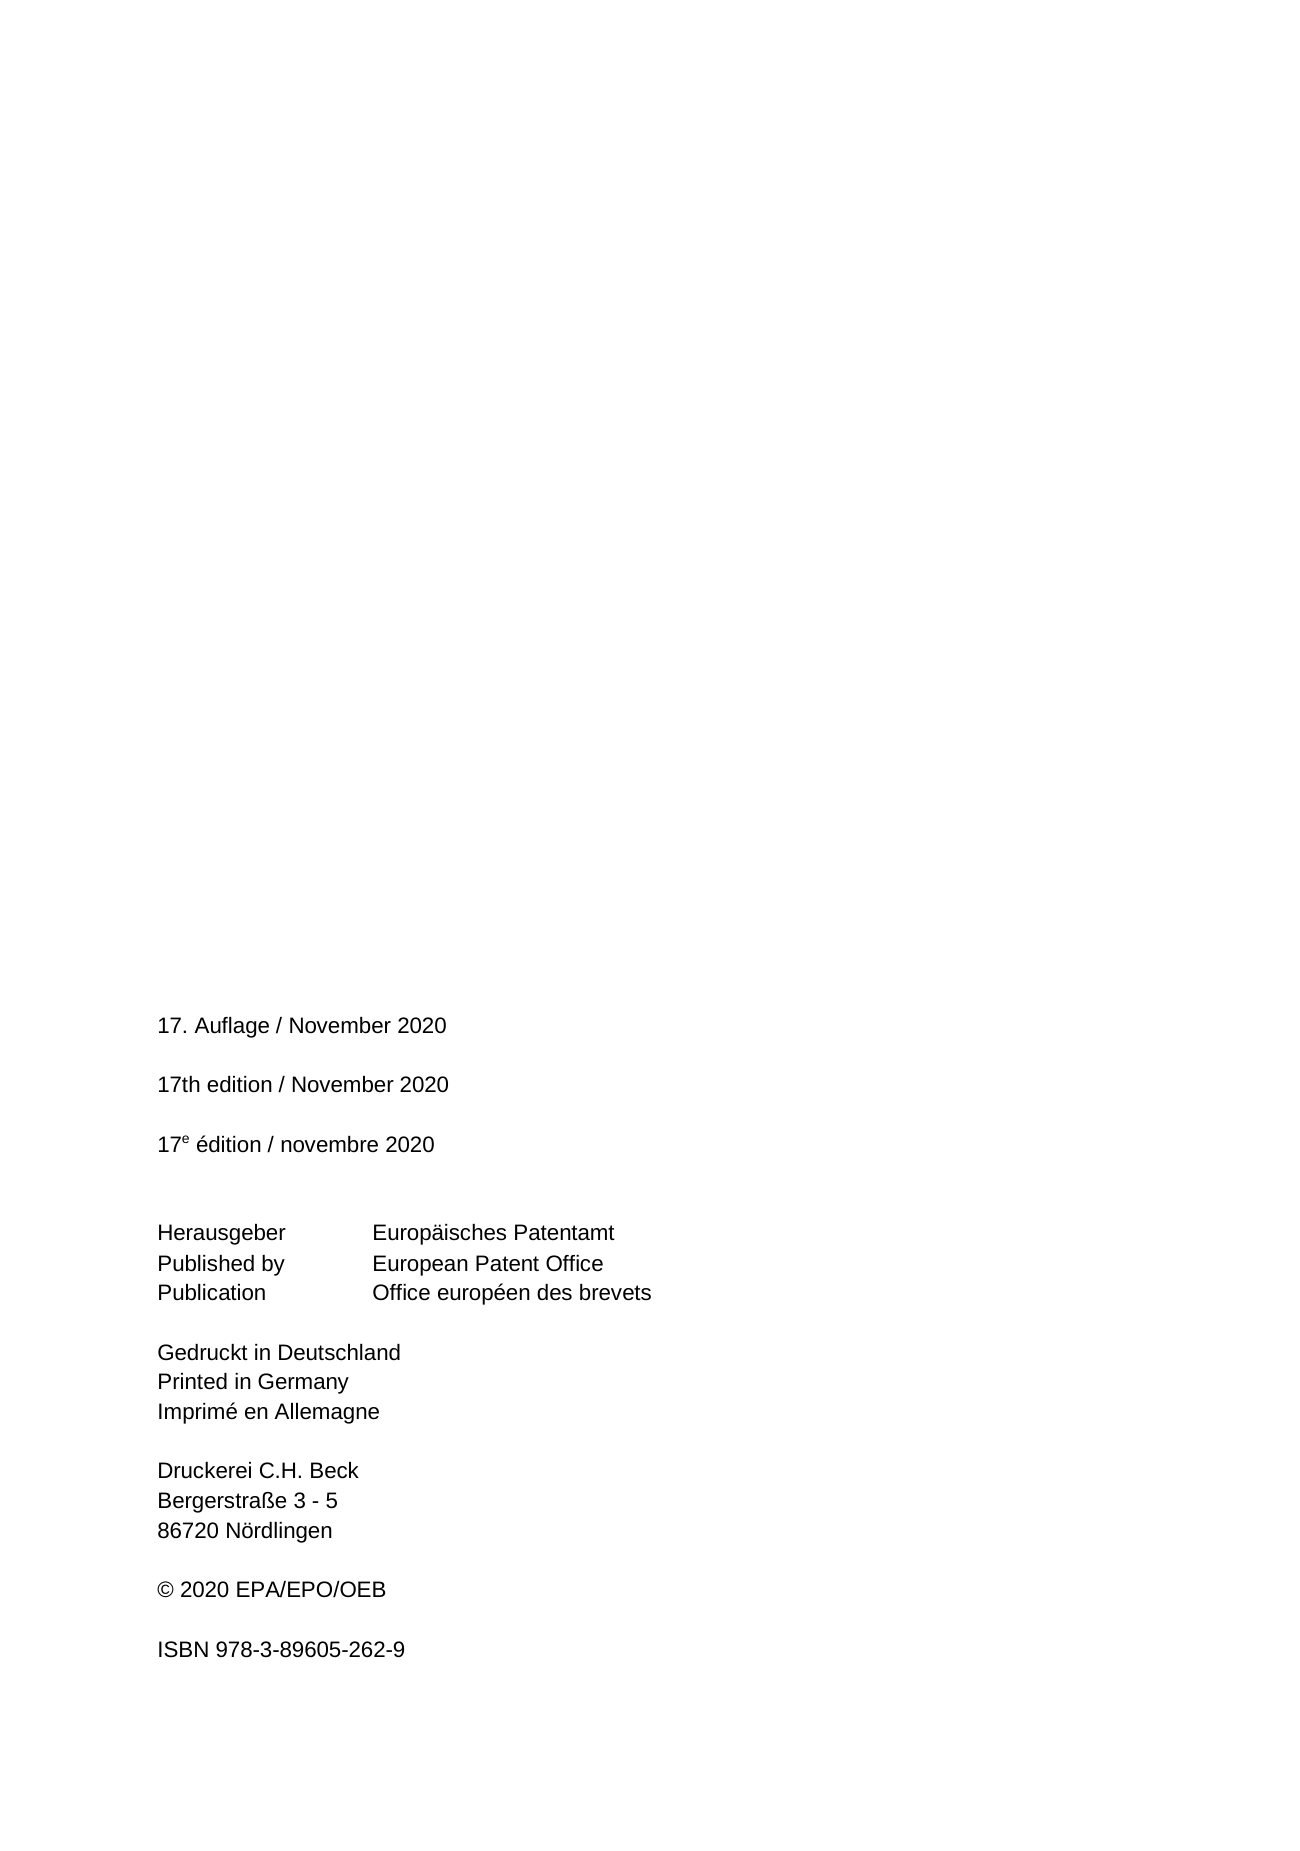 17. Auflage / November 2020
17th edition / November 2020
17e édition / novembre 2020
Herausgeber Europäisches Patentamt
Published by European Patent Office
Publication Office européen des brevets
Gedruckt in Deutschland
Printed in Germany
Imprimé en Allemagne
Druckerei C.H. Beck
Bergerstraße 3 - 5
86720 Nördlingen
© 2020 EPA/EPO/OEB
ISBN 978-3-89605-262-9